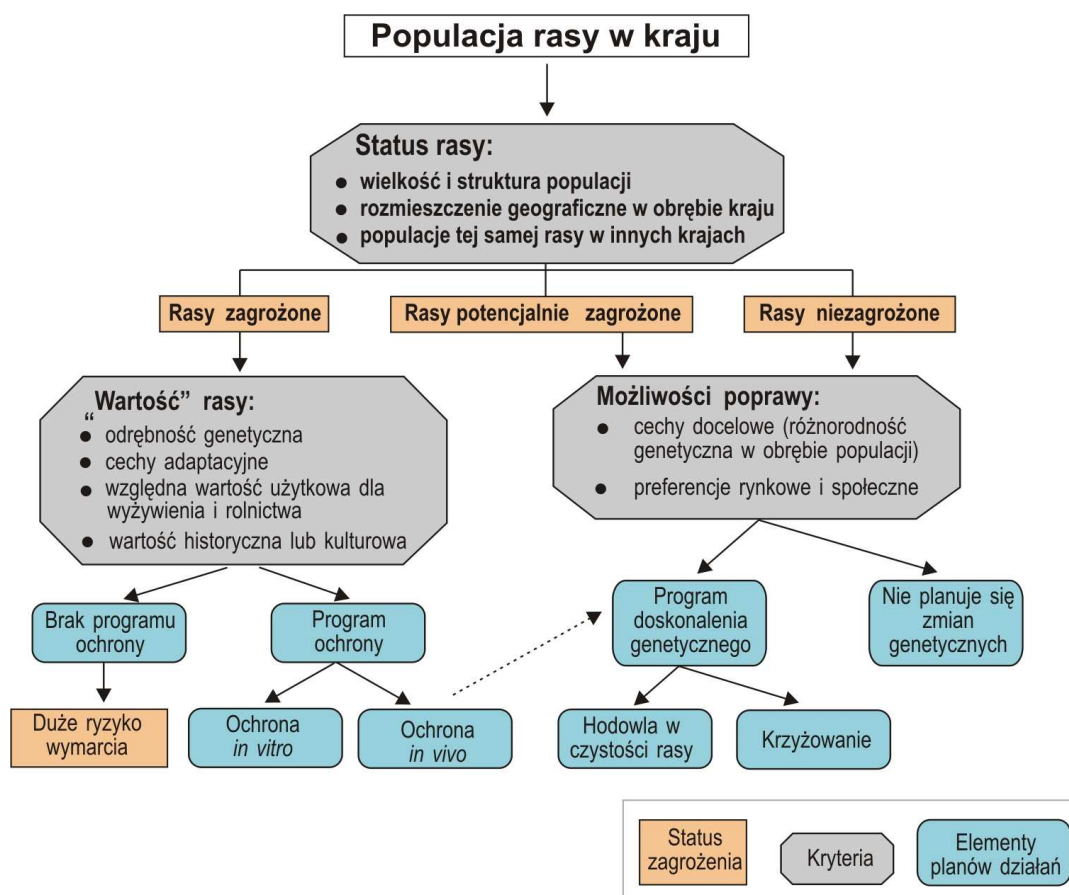 Populacja rasy w kraju
Status rasy:
● wielkość i struktura populacji
● rozmieszczenie geograficzne w obrębie kraju
● populacje tej samej rasy w innych krajach
Rasy zagrożone
Rasy potencjalnie zagrożone
Rasy niezagrożone
“Wartość” rasy:
● odrębność genetyczna
● cechy adaptacyjne
● względna wartość użytkowa dla
wyżywienia i rolnictwa
● wartość historyczna lub kulturowa
Możliwości poprawy:
● cechy docelowe (różnorodność
genetyczna w obrębie populacji)
● preferencje rynkowe i społeczne
Brak programu
ochrony
Program
ochrony
Program
doskonalenia
genetycznego
Nie planuje się
zmian
genetycznych
Duże ryzyko
wymarcia
Ochrona
in vitro
Ochrona
in vivo
Hodowla w
czystości rasy
Krzyżowanie
Status
zagrożenia
Kryteria
Elementy
planów działań